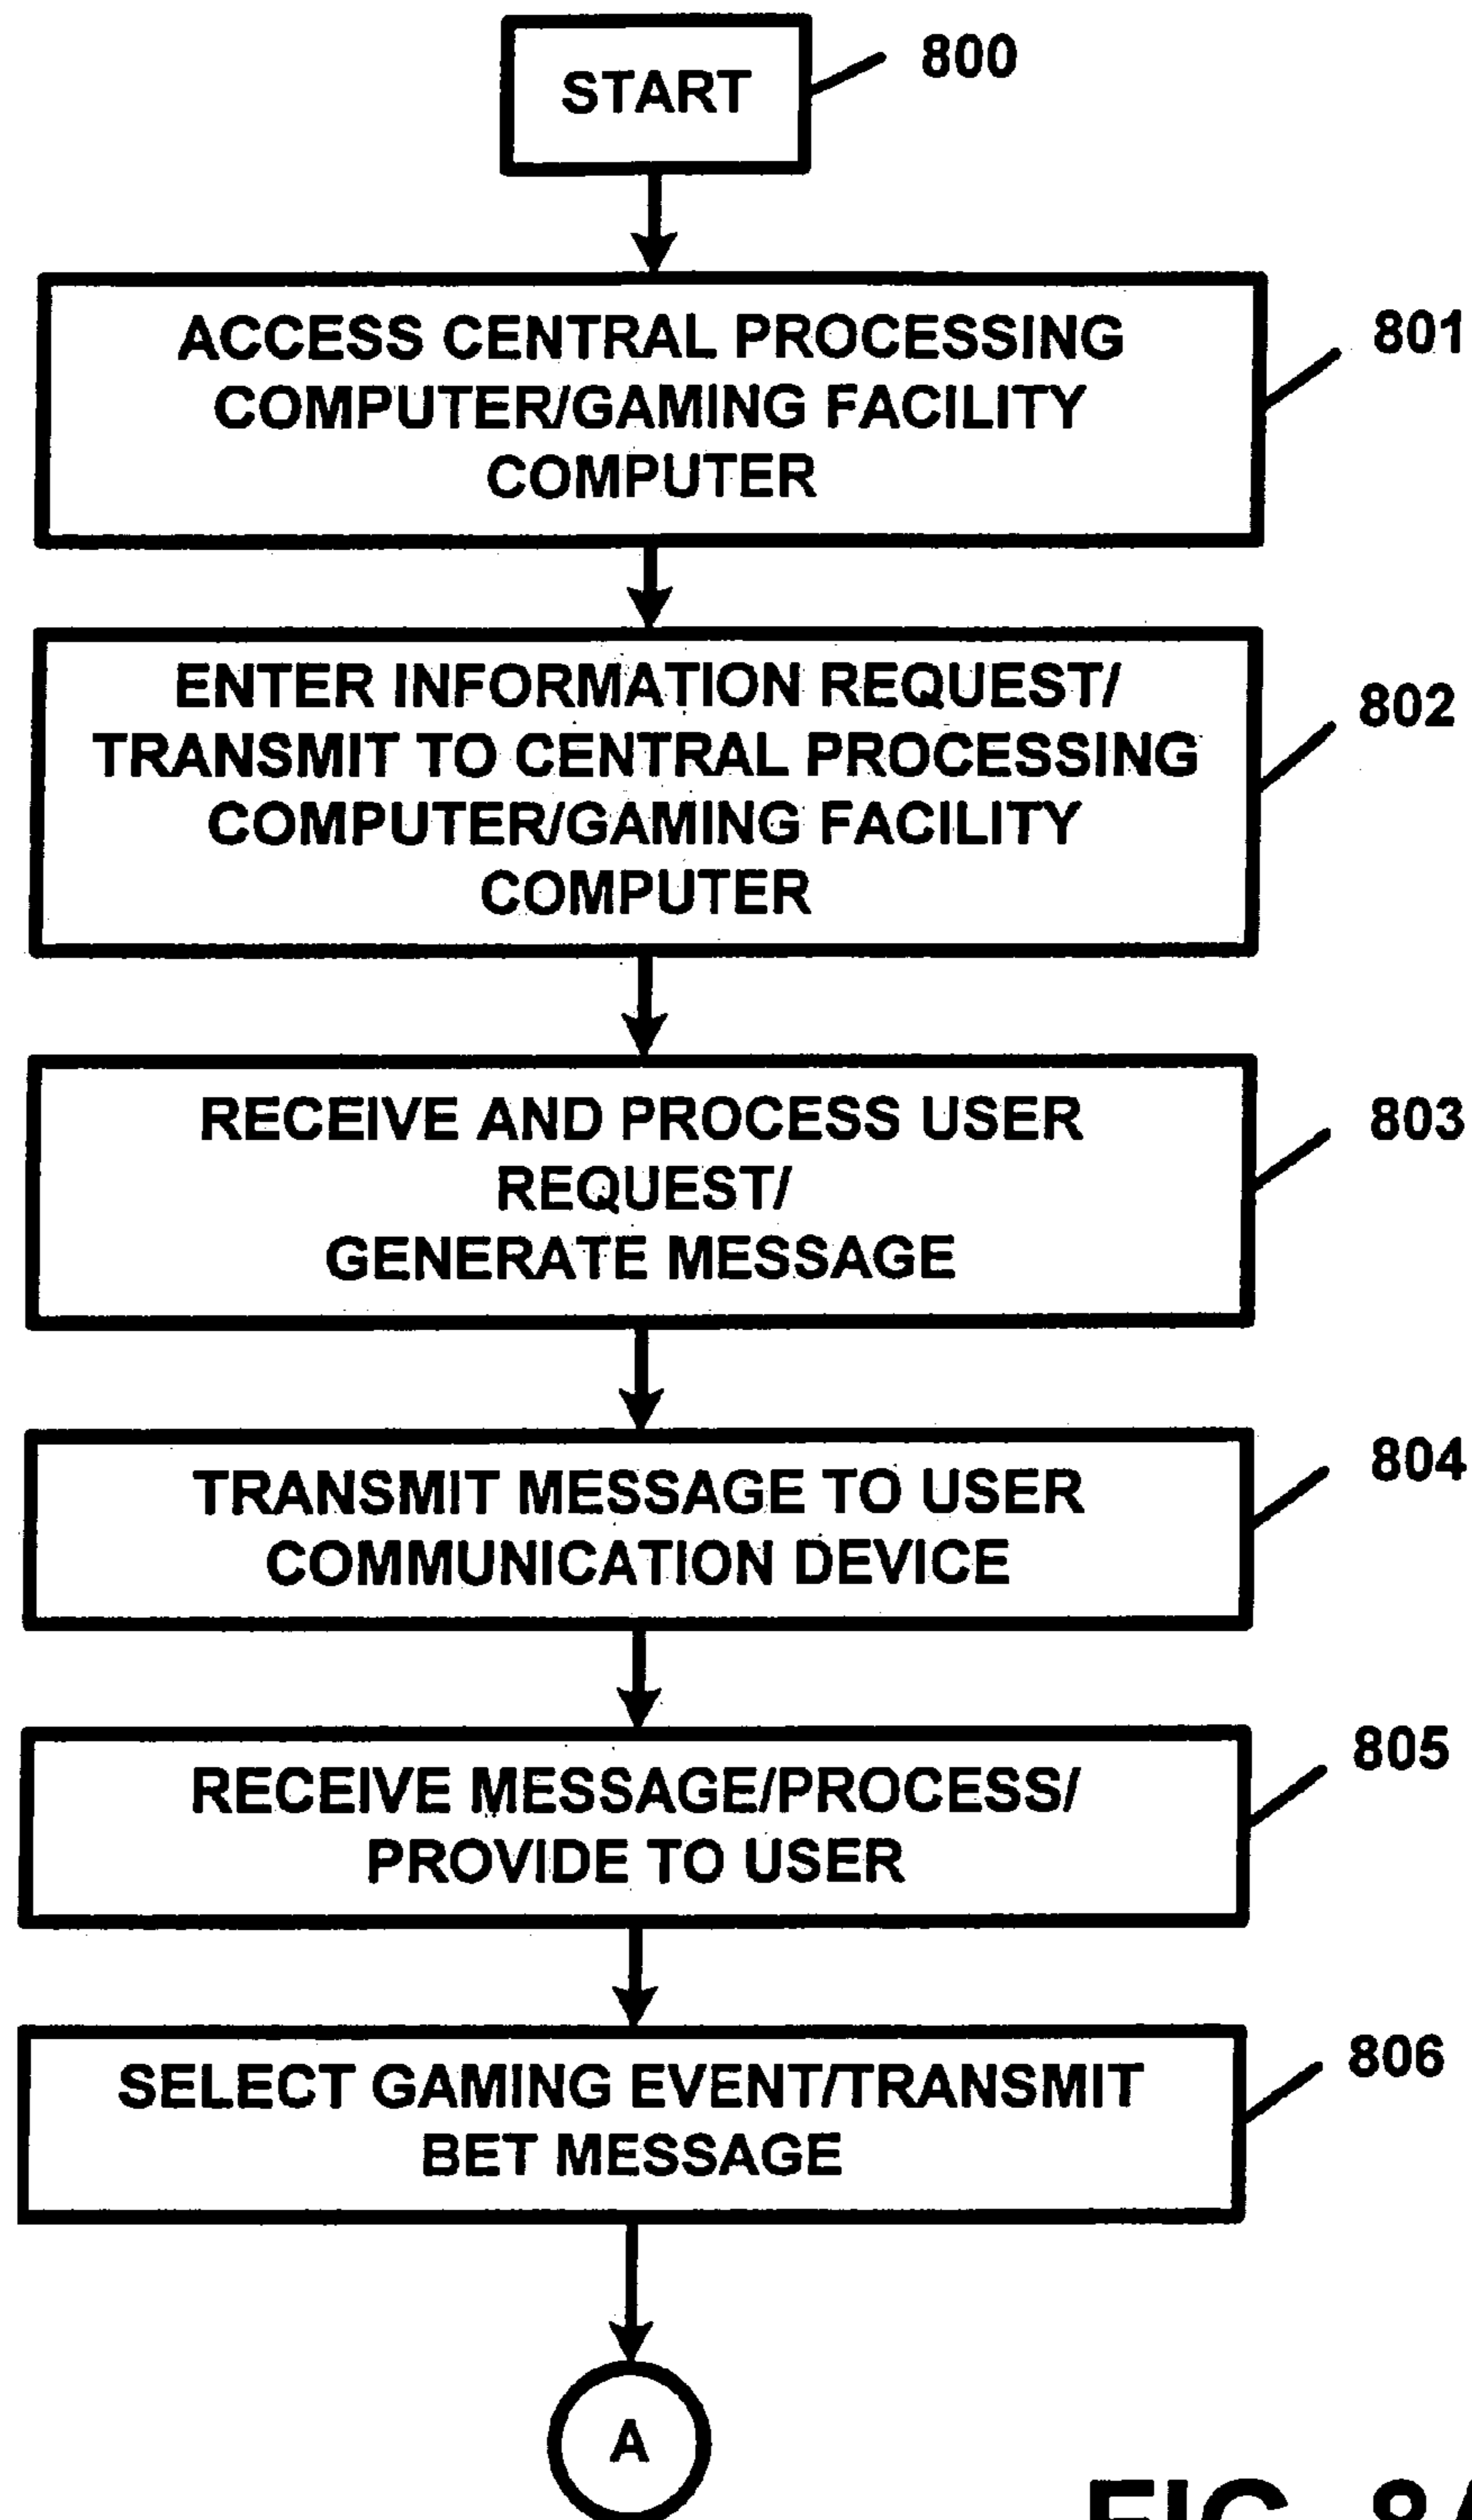 START
800
ACCESS CENTRAL PROCESSING
COMPUTER/GAMING FACILITY
COMPUTER
801
ENTER INFORMATION REQUEST/
TRANSMIT TO CENTRAL PROCESSING
COMPUTER/GAMING FACILITY
COMPUTER
802
RECEIVE AND PROCESS USER
REQUEST/
GENERATE MESSAGE
803
TRANSMIT MESSAGE TO USER
COMMUNICATION DEVICE
804
RECEIVE MESSAGE/PROCESS/
PROVIDE TO USER
805
SELECT GAMING EVENT/TRANSMIT
BET MESSAGE
806
A
FIG. 8A